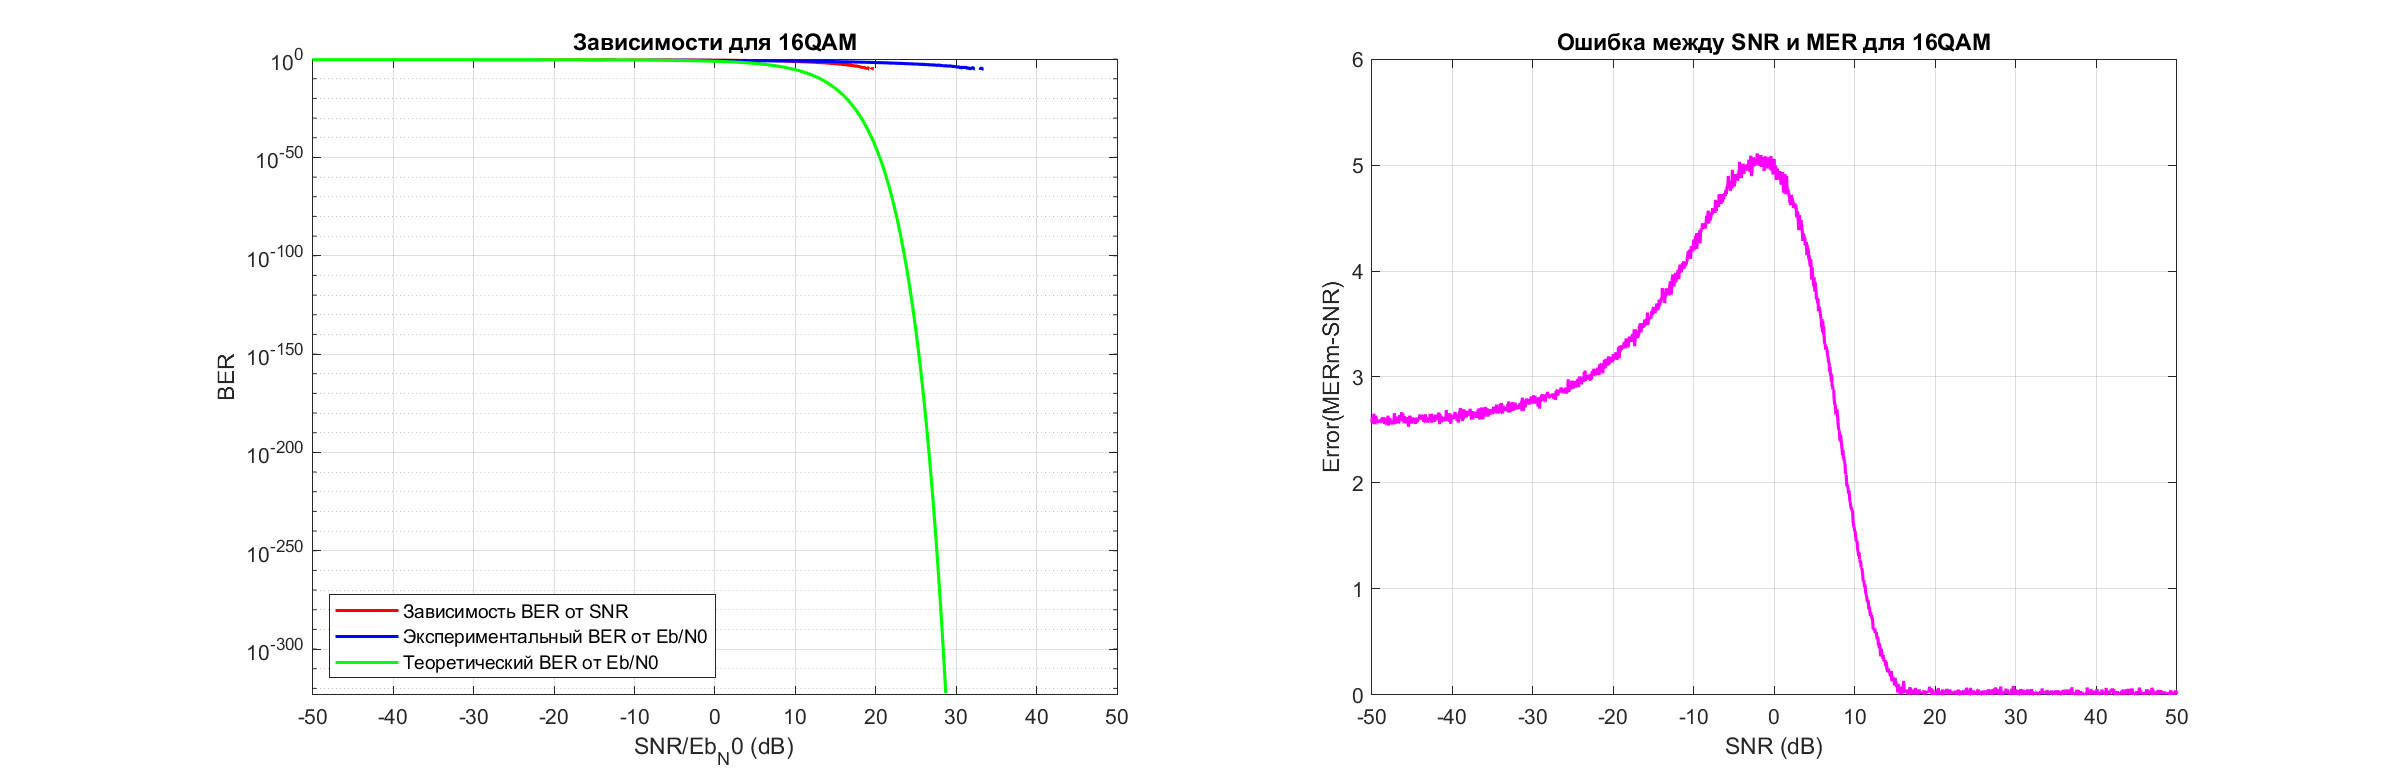 Зависимости для 16QAM
10^0
10^-50
10^-100
10^-150
10^-200
10^-250
10^-300
BER
Зависимость BER от SNR
Экспериментальный BER от Eb/N0
Теоретический BER от Eb/N0
-50 -40 -30 -20 -10 0 10 20 30 40 50
SNR/Eb_N0 (dB)
Ошибка между SNR и MER для 16QAM
6
5
4
3
2
1
0
Error(MERm-SNR)
-50 -40 -30 -20 -10 0 10 20 30 40 50
SNR (dB)